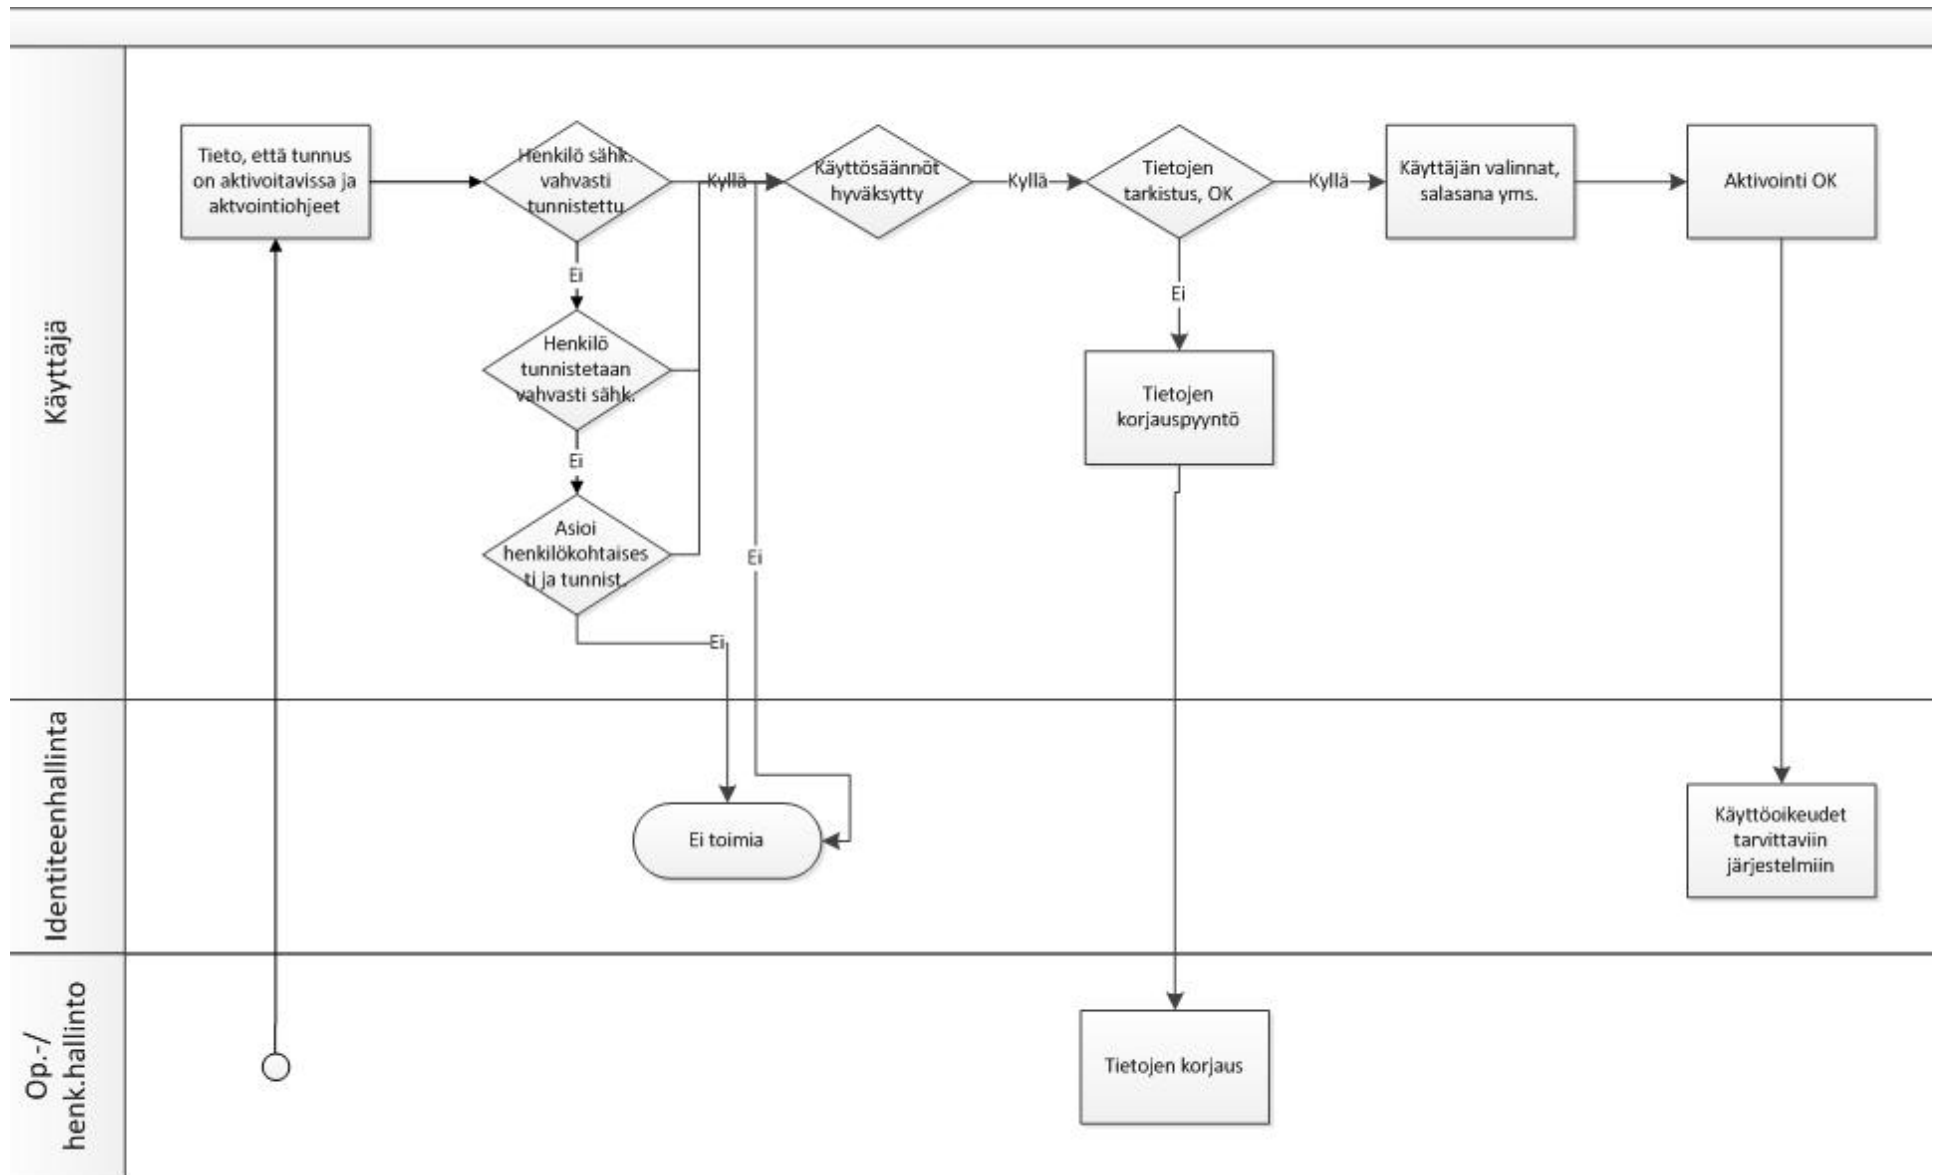 Käyttäjä
Tieto, että tunnus
on aktivoitavissa ja
aktvointiohjeet
Henkilö sähk.
vahvasti
tunnistettu
Kyllä
Käyttösäännöt
hyväksytty
Kyllä
Tietojen
tarkistus, OK
Kyllä
Käyttäjän valinnat,
salasana yms.
Aktivointi OK
Ei
Ei
Henkilö
tunnistetaan
vahvasti sähk.
Tietojen
korjauspyyntö
Ei
Asioi
henkilökohtaises
ti ja tunnist.
Ei
Ei
Identiteenhallinta
Ei toimia
Käyttöoikeudet
tarvittaviin
järjestelmiin
Op.-/
henk.hallinto
Tietojen korjaus